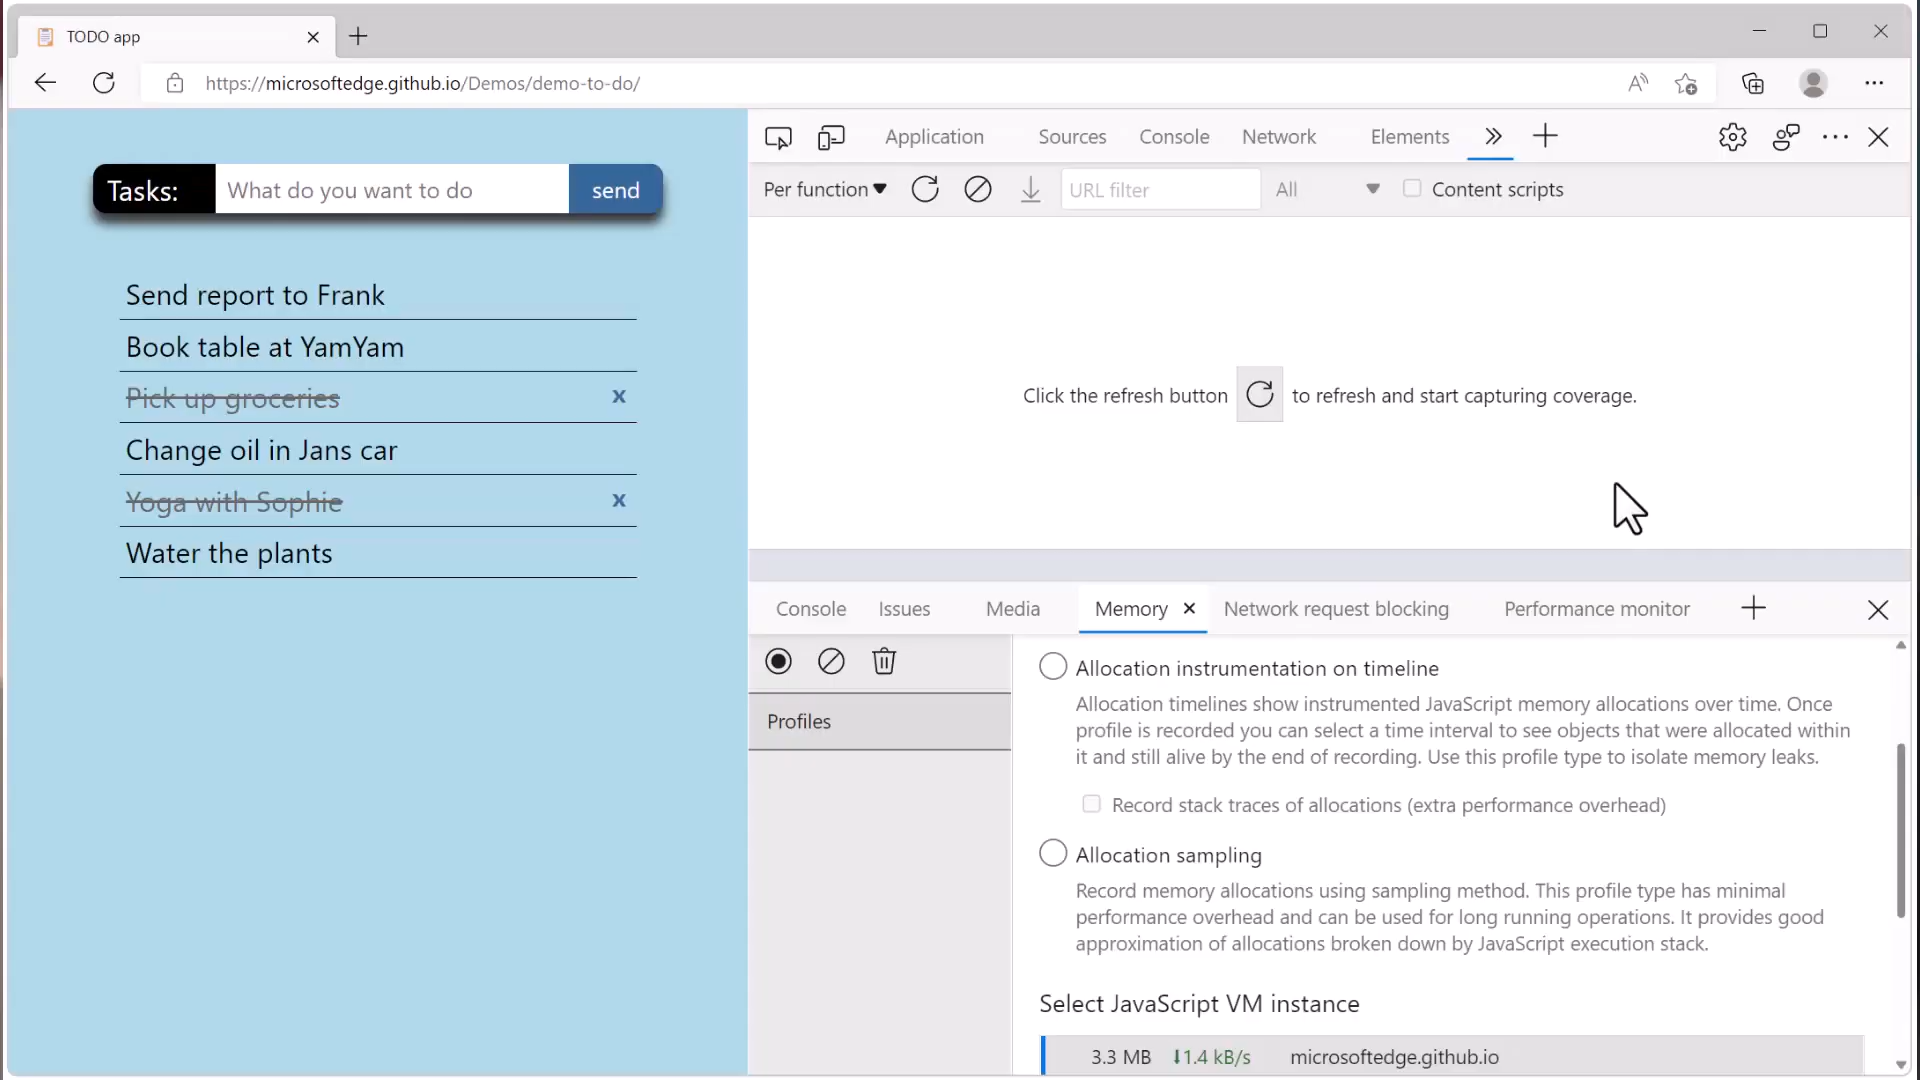 TODO app
https://microsoftedge.github.io/Demos/demo-to-do/
Tasks:
What do you want to do
send
Send report to Frank
Book table at YamYam
Pick up groceries
x
Change oil in Jans car
Yoga with Sophie
x
Water the plants
Application
Sources
Console
Network
Elements
Per function
URL filter
All
Content scripts
Click the refresh button
to refresh and start capturing coverage.
Console
Issues
Media
Memory
Network request blocking
Performance monitor
Profiles
Allocation instrumentation on timeline
Allocation timelines show instrumented JavaScript memory allocations over time. Once
profile is recorded you can select a time interval to see objects that were allocated within
it and still alive by the end of recording. Use this profile type to isolate memory leaks.
Record stack traces of allocations (extra performance overhead)
Allocation sampling
Record memory allocations using sampling method. This profile type has minimal
performance overhead and can be used for long running operations. It provides good
approximation of allocations broken down by JavaScript execution stack.
Select JavaScript VM instance
3.3 MB ⬇1.4 kB/s microsoftedge.github.io